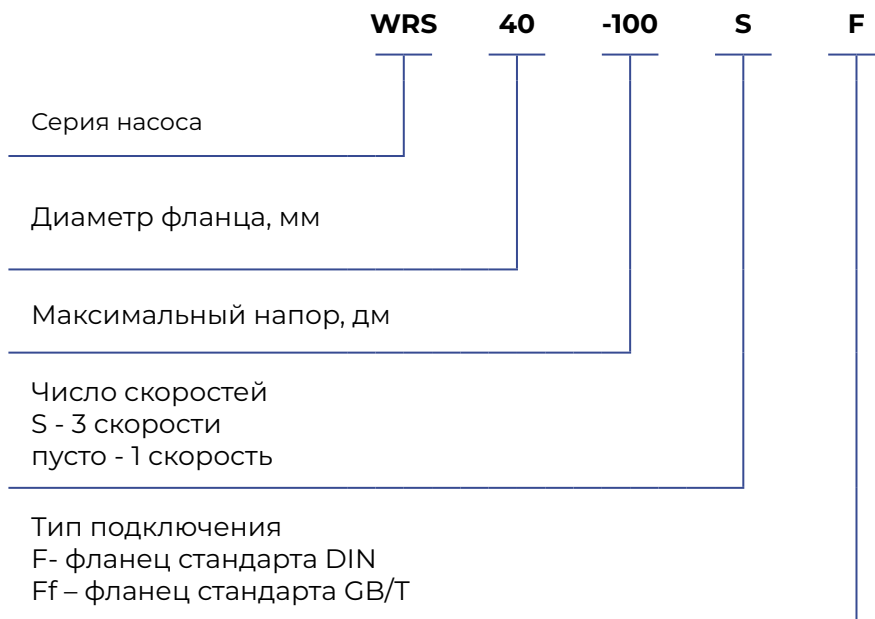 WRS 40 -100 S F
Серия насоса
Диаметр фланца, мм
Максимальный напор, дм
Число скоростей
S - 3 скорости
пусто - 1 скорость
Тип подключения
F- фланец стандарта DIN
Ff – фланец стандарта GB/T